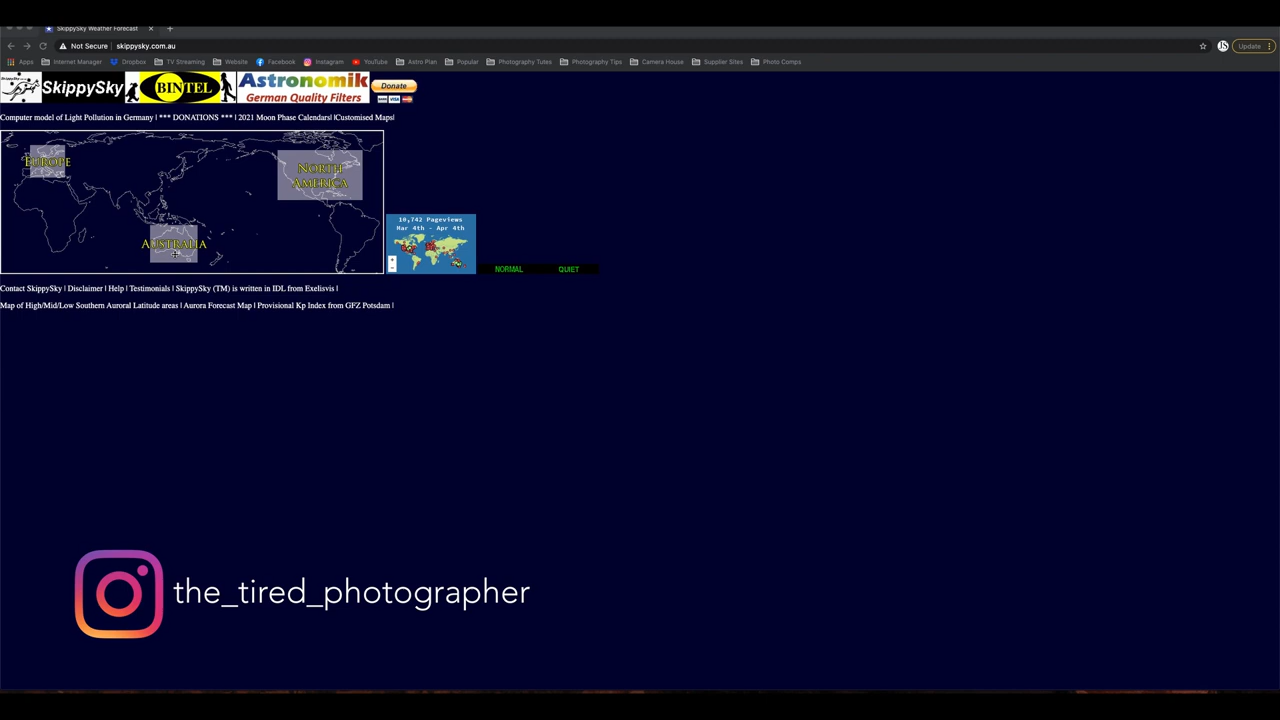 SkippySky Weather Forecast
Not Secure | skippysky.com.au
Update
Apps Internet Manager Dropbox TV Streaming Website Facebook Instagram YouTube Astro Plan Popular Photography Tutes Photography Tips Camera House Supplier Sites Photo Comps
SkippySky BINTEL Astronomik Donate
German Quality Filters
Computer model of Light Pollution in Germany | *** DONATIONS *** | 2021 Moon Phase Calendars| |Customised Maps|
EUROPE
NORTH
AMERICA
AUSTRALIA
10,742 Pageviews
Mar 4th - Apr 4th
NORMAL QUIET
Contact SkippySky | Disclaimer | Help | Testimonials | SkippySky (TM) is written in IDL from Exelisvis |
Map of High/Mid/Low Southern Auroral Latitude areas | Aurora Forecast Map | Provisional Kp Index from GFZ Potsdam |
the_tired_photographer